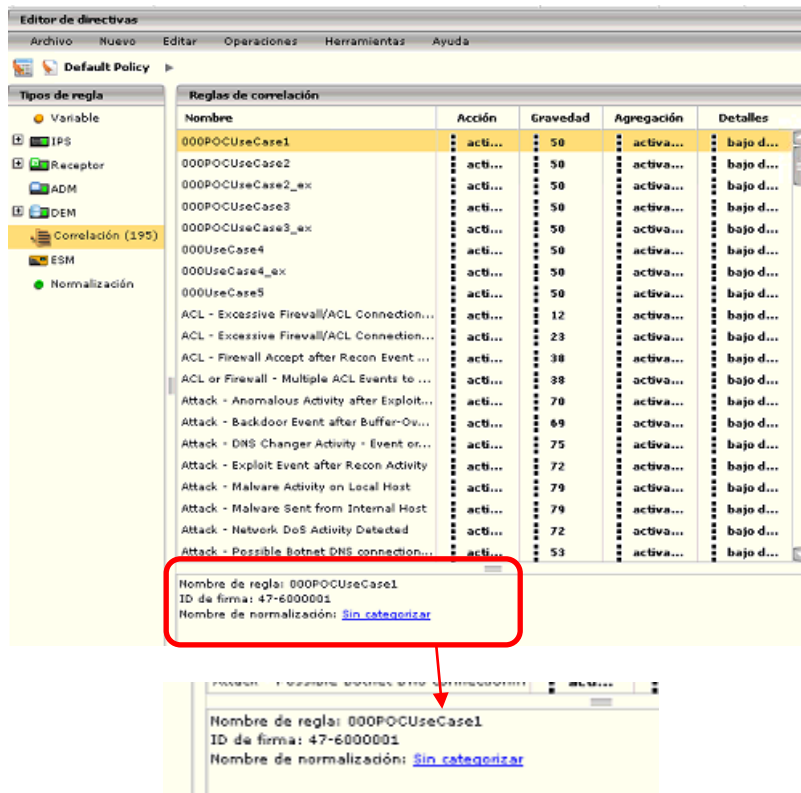 Editor de directivas
Archivo Nuevo Editar Operaciones Herramientas Ayuda
Default Policy
Tipos de regla
Variable
IPS
Receptor
ADM
DEM
Correlación (195)
ESM
Normalización
Reglas de correlación
Nombre Acción Gravedad Agregación Detalles
000POCUseCase1 acti... 50 activa... bajo d...
000POCUseCase2 acti... 50 activa... bajo d...
000POCUseCase2_ex acti... 50 activa... bajo d...
000POCUseCase3 acti... 50 activa... bajo d...
000POCUseCase3_ex acti... 50 activa... bajo d...
000UseCase4 acti... 50 activa... bajo d...
000UseCase4_ex acti... 50 activa... bajo d...
000UseCase5 acti... 50 activa... bajo d...
ACL - Excessive Firewall/ACL Connection... acti... 12 activa... bajo d...
ACL - Excessive Firewall/ACL Connection... acti... 23 activa... bajo d...
ACL - Firewall Accept after Recon Event ... acti... 38 activa... bajo d...
ACL or Firewall - Multiple ACL Events to ... acti... 38 activa... bajo d...
Attack - Anomalous Activity after Exploit... acti... 70 activa... bajo d...
Attack - Backdoor Event after Buffer-Ov... acti... 69 activa... bajo d...
Attack - DNS Changer Activity - Event or... acti... 75 activa... bajo d...
Attack - Exploit Event after Recon Activity acti... 72 activa... bajo d...
Attack - Malware Activity on Local Host acti... 79 activa... bajo d...
Attack - Malware Sent from Internal Host acti... 79 activa... bajo d...
Attack - Network DoS Activity Detected acti... 72 activa... bajo d...
Attack - Possible Botnet DNS connection... acti... 53 activa... bajo d...
Nombre de regla: 000POCUseCase1
ID de firma: 47-6000001
Nombre de normalización: Sin categorizar
Nombre de regla: 000POCUseCase1
ID de firma: 47-6000001
Nombre de normalización: Sin categorizar